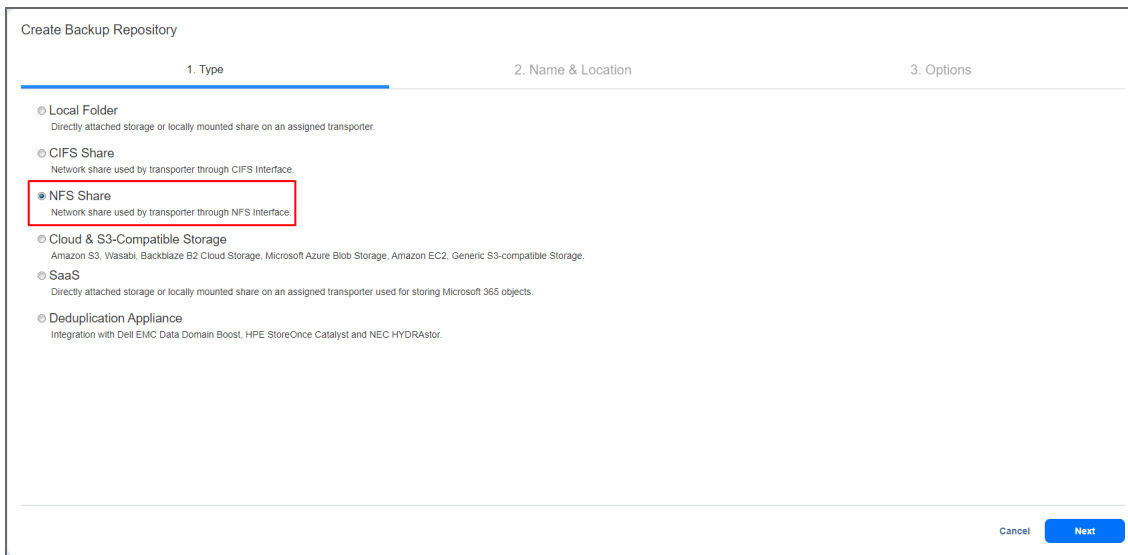 Create Backup Repository
1. Type
2. Name & Location
3. Options
Local Folder
Directly attached storage or locally mounted share on an assigned transporter.
CIFS Share
Network share used by transporter through CIFS Interface.
NFS Share
Network share used by transporter through NFS Interface.
Cloud & S3-Compatible Storage
Amazon S3, Wasabi, Backblaze B2 Cloud Storage, Microsoft Azure Blob Storage, Amazon EC2, Generic S3-compatible Storage.
SaaS
Directly attached storage or locally mounted share on an assigned transporter used for storing Microsoft 365 objects.
Deduplication Appliance
Integration with Dell EMC Data Domain Boost, HPE StoreOnce Catalyst and NEC HYDRAstor.
Cancel
Next